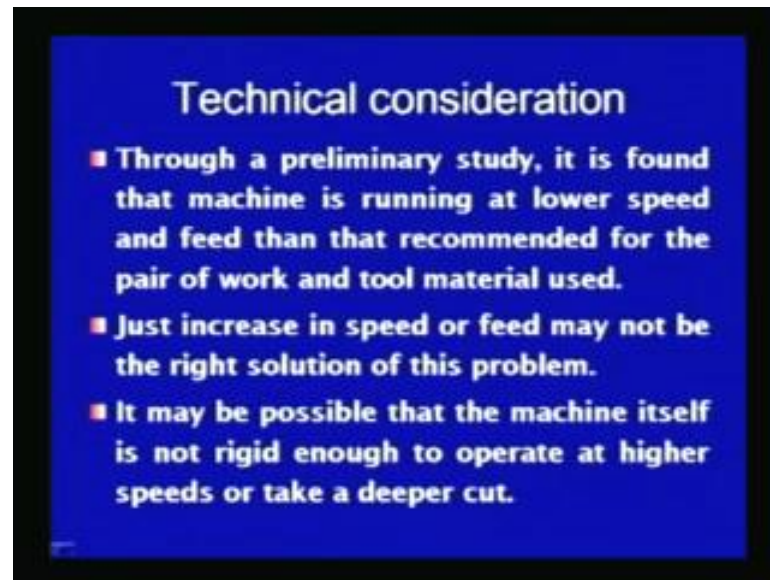 Technical consideration
Through a preliminary study, it is found
that machine is running at lower speed
and feed than that recommended for the
pair of work and tool material used.
Just increase in speed or feed may not be
the right solution of this problem.
It may be possible that the machine itself
is not rigid enough to operate at higher
speeds or take a deeper cut.